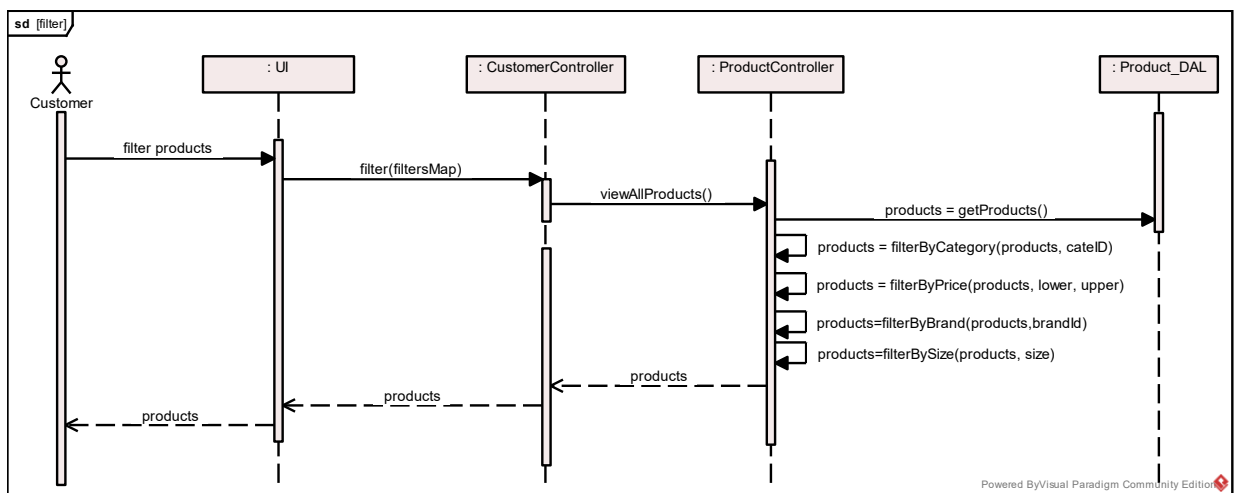 sd [filter]
: UI
: CustomerController
: ProductController
: Product_DAL
Customer
filter products
filter(filtersMap)
viewAllProducts()
products = getProducts()
products = filterByCategory(products, cateID)
products = filterByPrice(products, lower, upper)
products=filterByBrand(products,brandId)
products=filterBySize(products, size)
products
products
products
Powered ByVisual Paradigm Community Edition